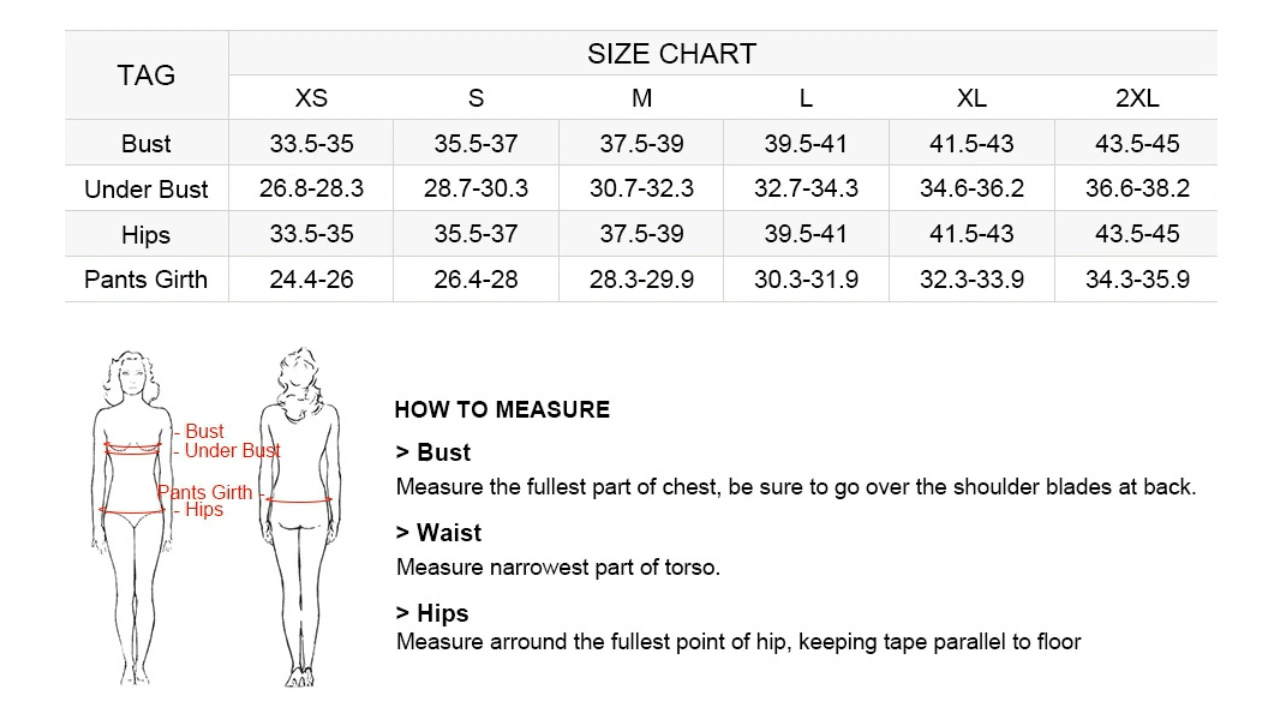 TAG
SIZE CHART
XS S M L XL 2XL
Bust 33.5-35 35.5-37 37.5-39 39.5-41 41.5-43 43.5-45
Under Bust 26.8-28.3 28.7-30.3 30.7-32.3 32.7-34.3 34.6-36.2 36.6-38.2
Hips 33.5-35 35.5-37 37.5-39 39.5-41 41.5-43 43.5-45
Pants Girth 24.4-26 26.4-28 28.3-29.9 30.3-31.9 32.3-33.9 34.3-35.9
- Bust
- Under Bust
Pants Girth -
- Hips
HOW TO MEASURE
> Bust
Measure the fullest part of chest, be sure to go over the shoulder blades at back.
> Waist
Measure narrowest part of torso.
> Hips
Measure arround the fullest point of hip, keeping tape parallel to floor